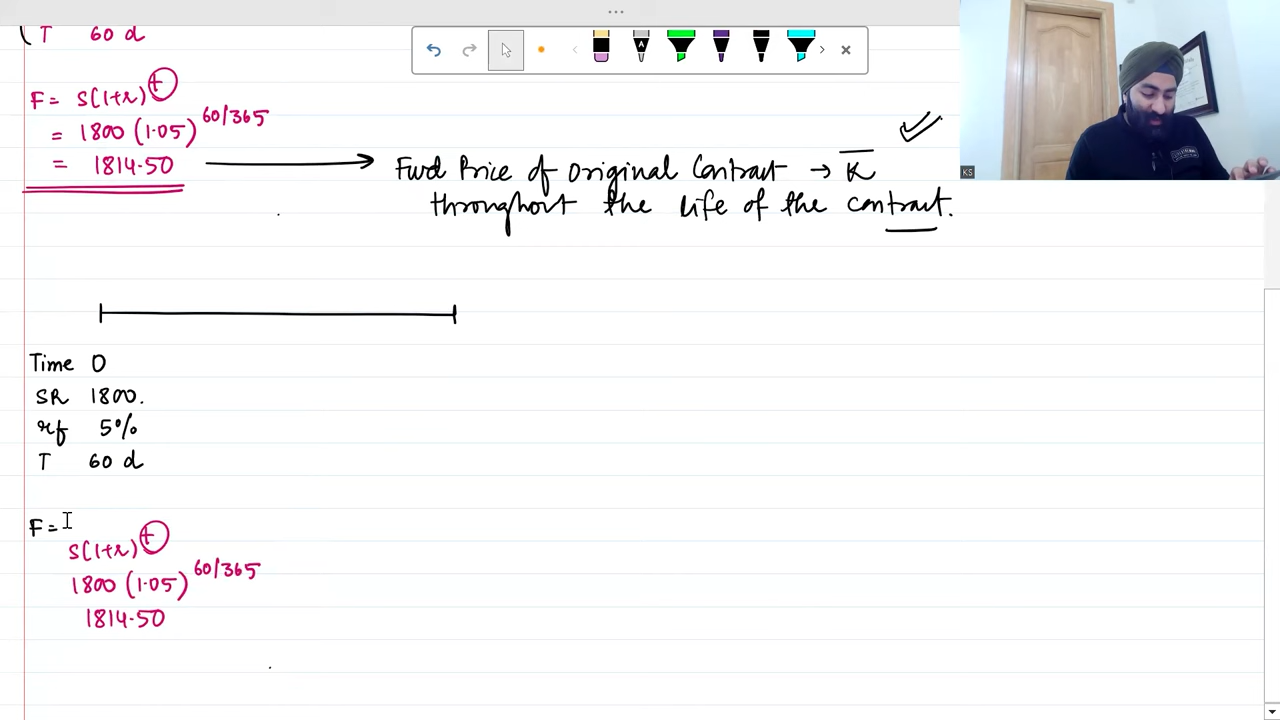 T 60 d
F = S(1+r)^t
= 1800 (1.05)^60/365
= 1814.50
Fwd Price of Original Contract → K
throughout the life of the contract.
Time 0
SR 1800.
rf 5%
T 60 d
F =
S(1+r)^t
1800 (1.05)^60/365
1814.50
KS